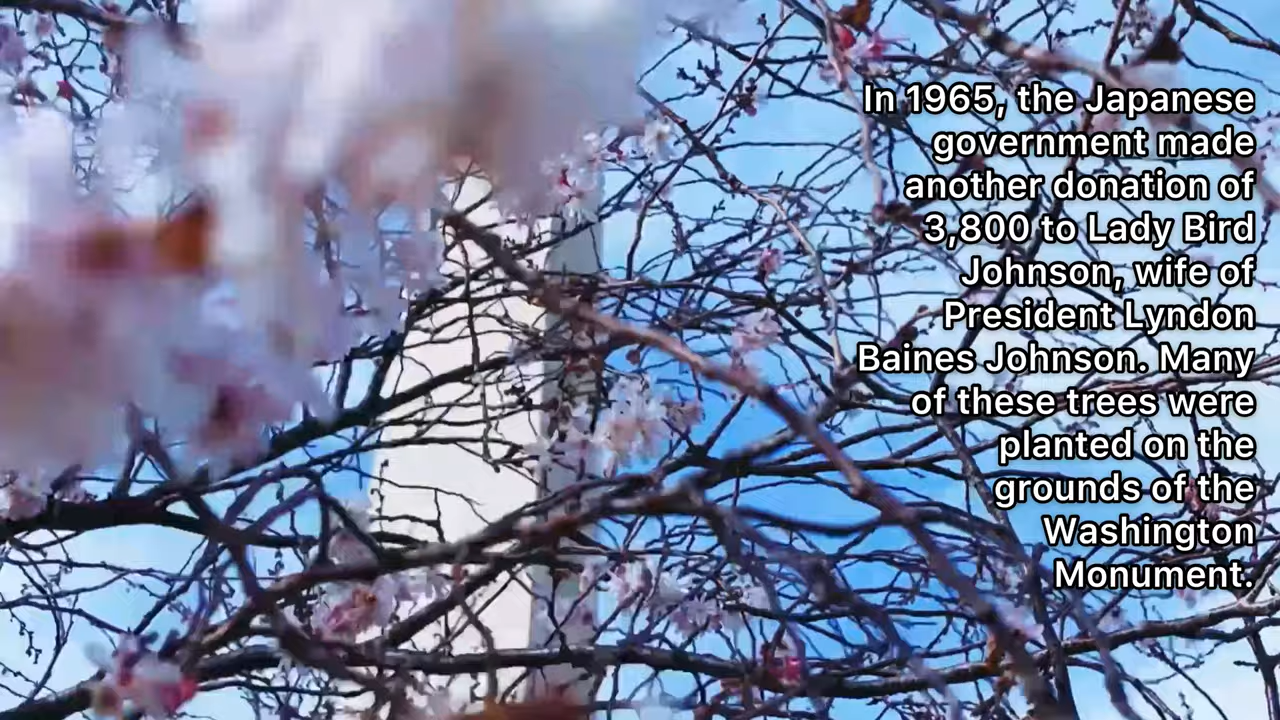 In 1965, the Japanese
government made
another donation of
3,800 to Lady Bird
Johnson, wife of
President Lyndon
Baines Johnson. Many
of these trees were
planted on the
grounds of the
Washington
Monument.